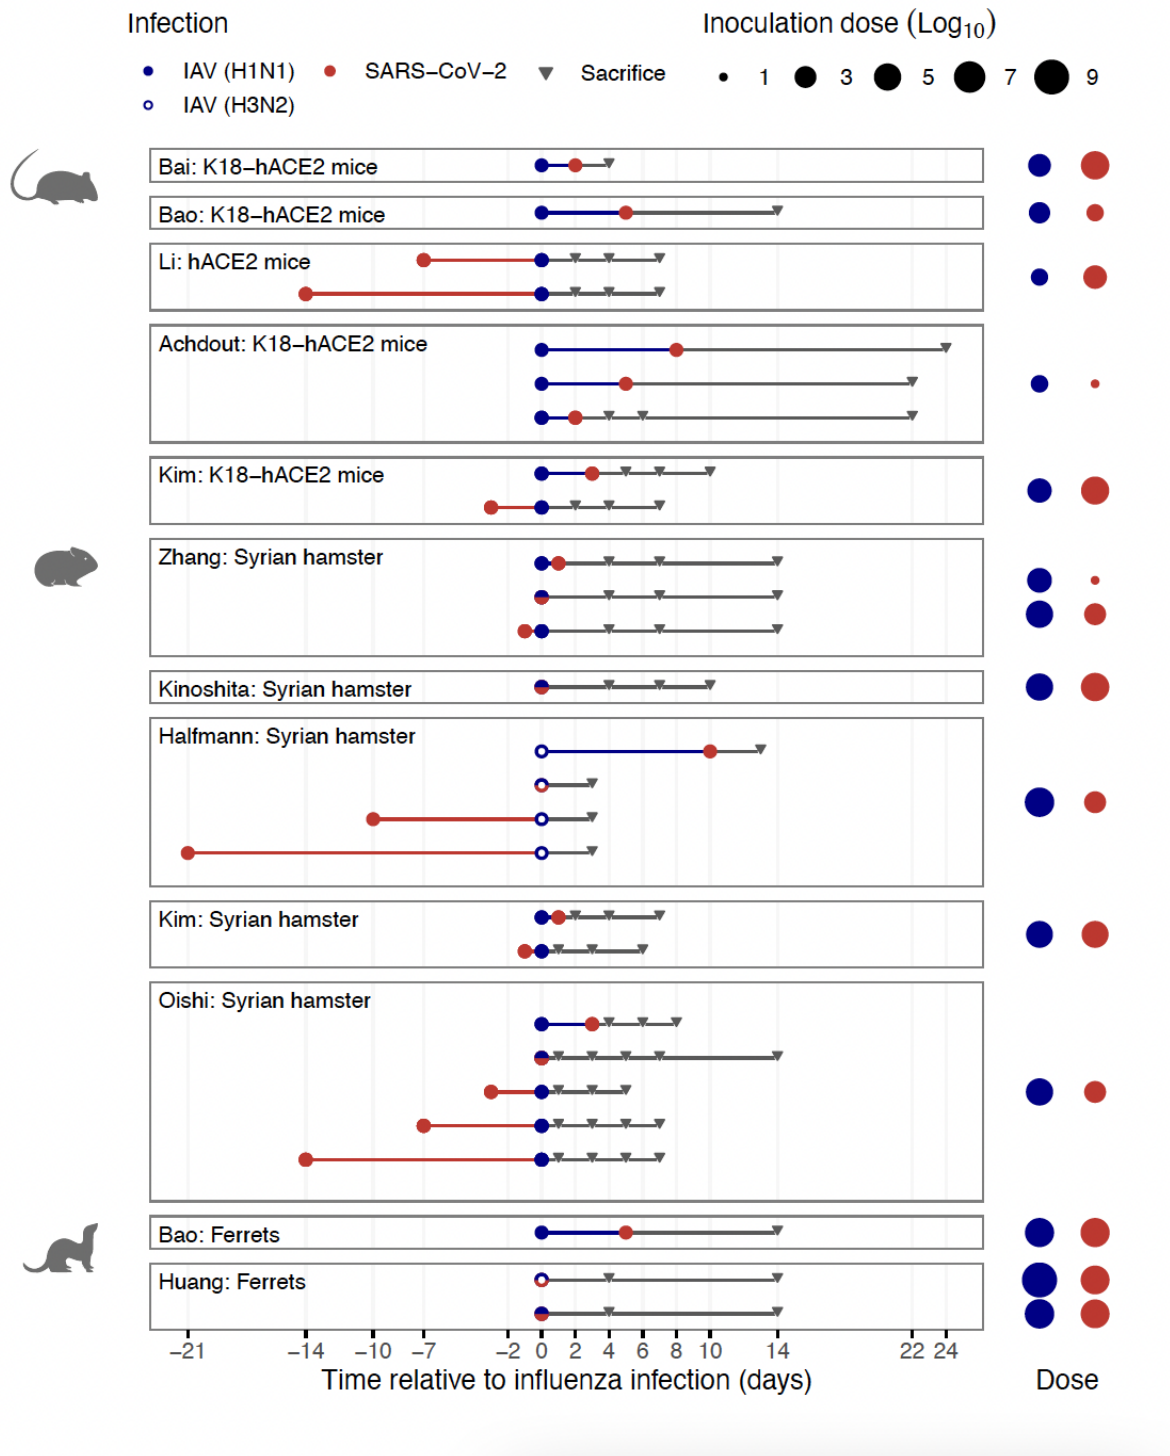 Infection
Inoculation dose (Log10)
IAV (H1N1) SARS−CoV−2 Sacrifice 1 3 5 7 9
IAV (H3N2)
Bai: K18−hACE2 mice
Bao: K18−hACE2 mice
Li: hACE2 mice
Achdout: K18−hACE2 mice
Kim: K18−hACE2 mice
Zhang: Syrian hamster
Kinoshita: Syrian hamster
Halfmann: Syrian hamster
Kim: Syrian hamster
Oishi: Syrian hamster
Bao: Ferrets
Huang: Ferrets
−21 −14 −10 −7 −2 0 2 4 6 8 10 14 22 24
Time relative to influenza infection (days) Dose